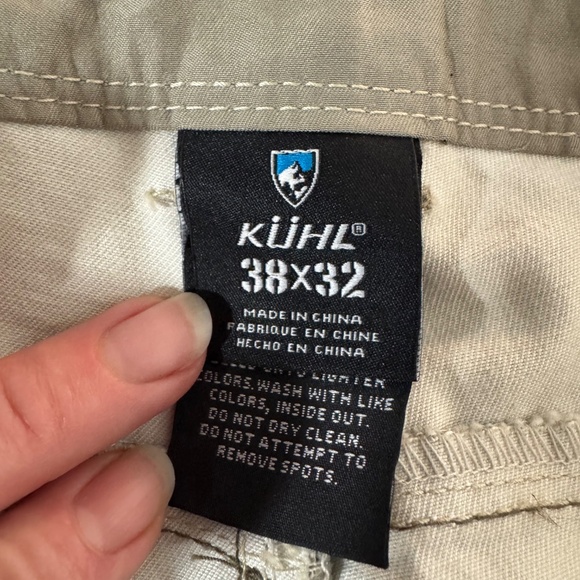 KÜHL®
38X32
MADE IN CHINA
FABRIQUE EN CHINE
HECHO EN CHINA
LIGHTER
COLORS. WASH WITH LIKE
COLORS, INSIDE OUT.
DO NOT DRY CLEAN.
DO NOT ATTEMPT TO
REMOVE SPOTS.